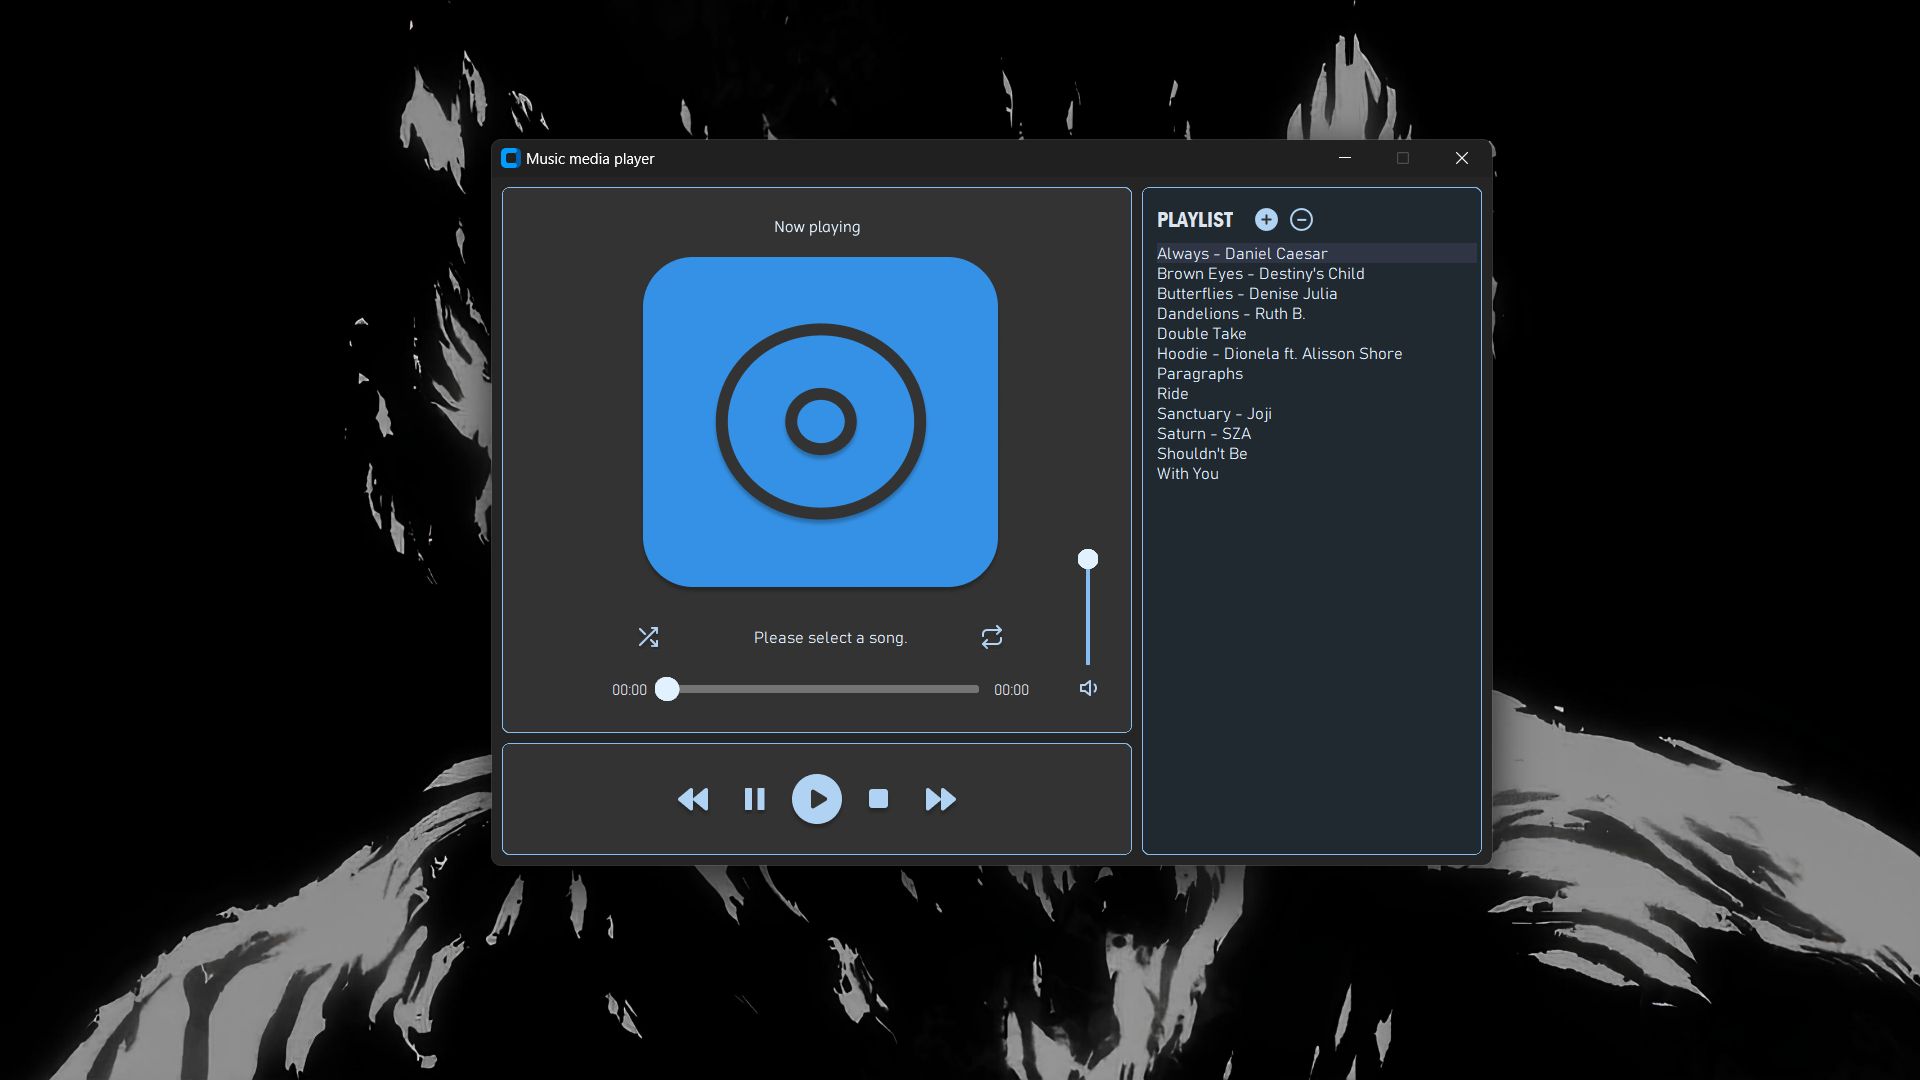 Music media player
Now playing
Please select a song.
00:00
00:00
PLAYLIST
Always - Daniel Caesar
Brown Eyes - Destiny's Child
Butterflies - Denise Julia
Dandelions - Ruth B.
Double Take
Hoodie - Dionela ft. Alisson Shore
Paragraphs
Ride
Sanctuary - Joji
Saturn - SZA
Shouldn't Be
With You